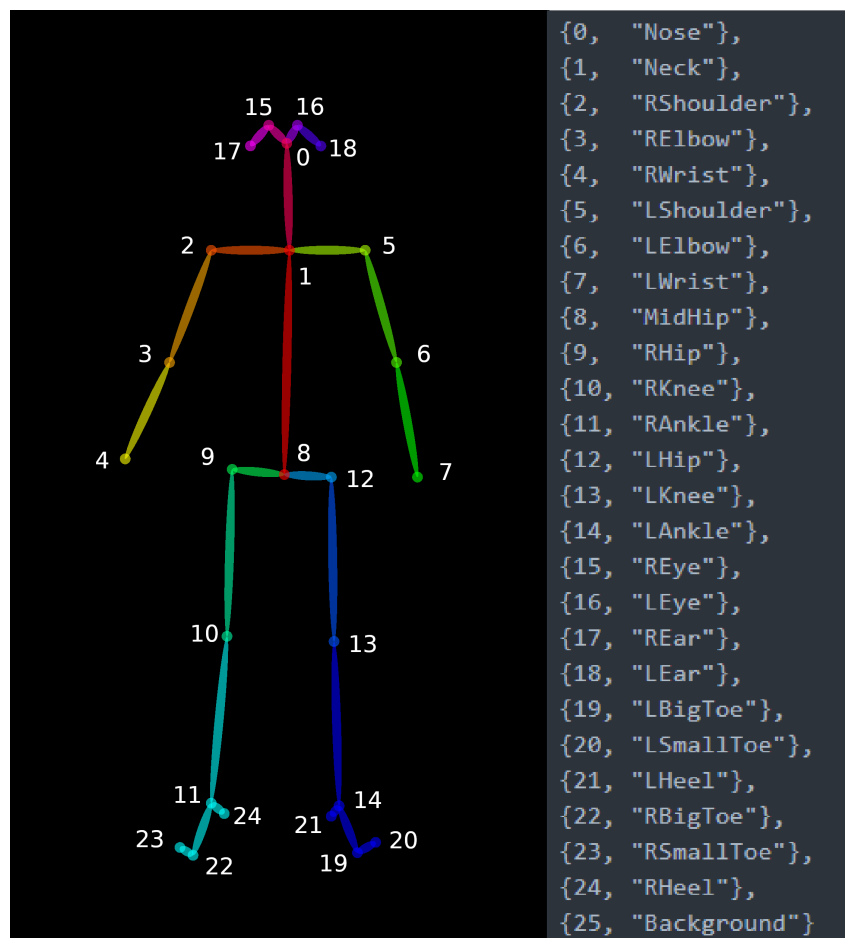 15 16
17 0 18
2 5
1
3 6
4 9 8 12 7
10 13
11 24 14
21
23 22 19 20
{0, "Nose"},
{1, "Neck"},
{2, "RShoulder"},
{3, "RElbow"},
{4, "RWrist"},
{5, "LShoulder"},
{6, "LElbow"},
{7, "LWrist"},
{8, "MidHip"},
{9, "RHip"},
{10, "RKnee"},
{11, "RAnkle"},
{12, "LHip"},
{13, "LKnee"},
{14, "LAnkle"},
{15, "REye"},
{16, "LEye"},
{17, "REar"},
{18, "LEar"},
{19, "LBigToe"},
{20, "LSmallToe"},
{21, "LHeel"},
{22, "RBigToe"},
{23, "RSmallToe"},
{24, "RHeel"},
{25, "Background"}